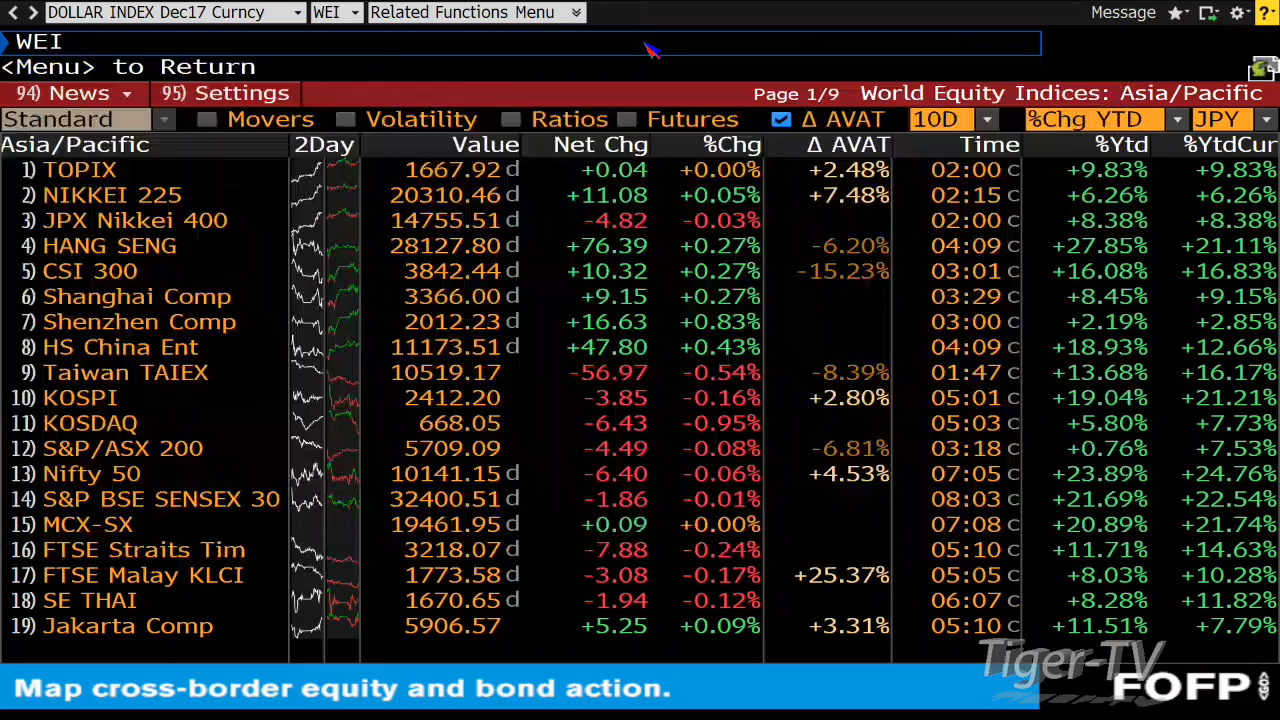 DOLLAR INDEX Dec17 Curncy WEI Related Functions Menu Message ?
WEI
<Menu> to Return
94) News 95) Settings Page 1/9 World Equity Indices: Asia/Pacific
Standard Movers Volatility Ratios Futures Δ AVAT 10D %Chg YTD JPY
Asia/Pacific 2Day Value Net Chg %Chg Δ AVAT Time %Ytd %YtdCur
1) TOPIX 1667.92 d +0.04 +0.00% +2.48% 02:00 c +9.83% +9.83%
2) NIKKEI 225 20310.46 d +11.08 +0.05% +7.48% 02:15 c +6.26% +6.26%
3) JPX Nikkei 400 14755.51 d -4.82 -0.03% 02:00 c +8.38% +8.38%
4) HANG SENG 28127.80 d +76.39 +0.27% -6.20% 04:09 c +27.85% +21.11%
5) CSI 300 3842.44 d +10.32 +0.27% -15.23% 03:01 c +16.08% +16.83%
6) Shanghai Comp 3366.00 d +9.15 +0.27% 03:29 c +8.45% +9.15%
7) Shenzhen Comp 2012.23 d +16.63 +0.83% 03:00 c +2.19% +2.85%
8) HS China Ent 11173.51 d +47.80 +0.43% 04:09 c +18.93% +12.66%
9) Taiwan TAIEX 10519.17 -56.97 -0.54% -8.39% 01:47 c +13.68% +16.17%
10) KOSPI 2412.20 -3.85 -0.16% +2.80% 05:01 c +19.04% +21.21%
11) KOSDAQ 668.05 -6.43 -0.95% 05:03 c +5.80% +7.73%
12) S&P/ASX 200 5709.09 -4.49 -0.08% -6.81% 03:18 c +0.76% +7.53%
13) Nifty 50 10141.15 d -6.40 -0.06% +4.53% 07:05 c +23.89% +24.76%
14) S&P BSE SENSEX 30 32400.51 d -1.86 -0.01% 08:03 c +21.69% +22.54%
15) MCX-SX 19461.95 d +0.09 +0.00% 07:08 c +20.89% +21.74%
16) FTSE Straits Tim 3218.07 d -7.88 -0.24% 05:10 c +11.71% +14.63%
17) FTSE Malay KLCI 1773.58 d -3.08 -0.17% +25.37% 05:05 c +8.03% +10.28%
18) SE THAI 1670.65 d -1.94 -0.12% 06:07 c +8.28% +11.82%
19) Jakarta Comp 5906.57 +5.25 +0.09% +3.31% 05:10 c +11.51% +7.79%
Tiger-TV
Map cross-border equity and bond action. FOFP <GO>